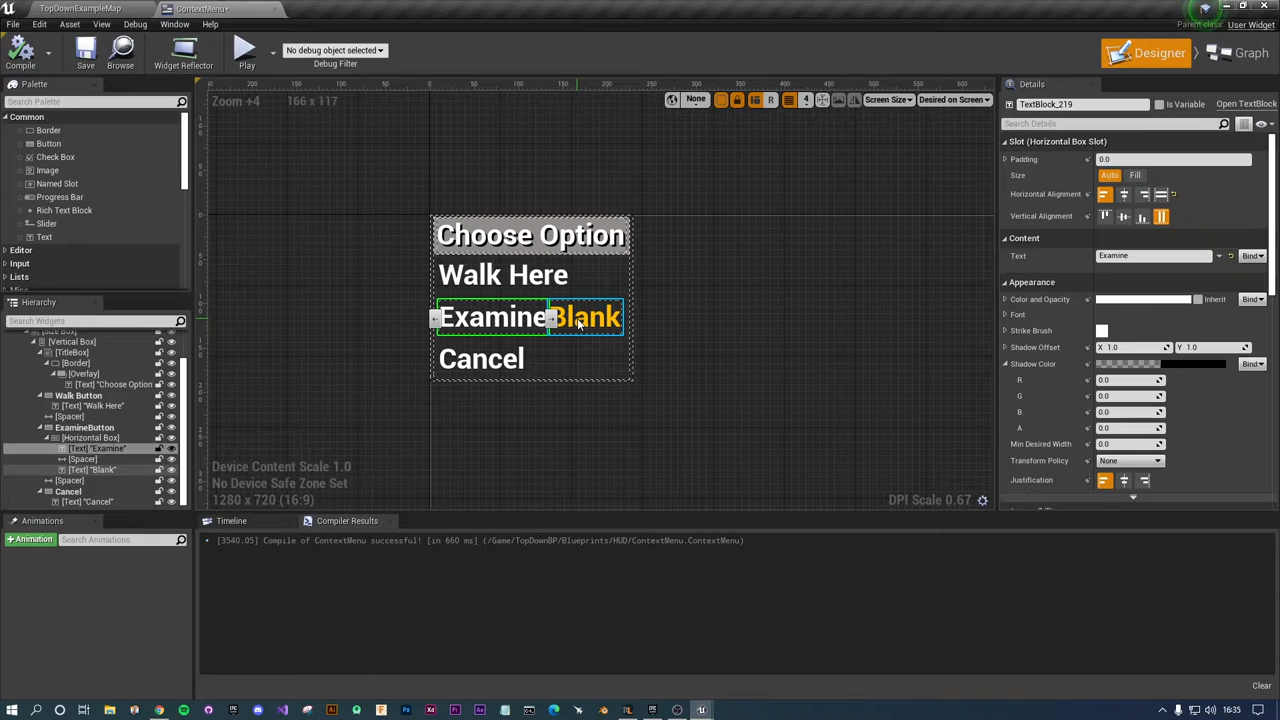 TopDownExampleMap
ContextMenu*
File
Edit
Asset
View
Debug
Window
Help
Parent class:
User Widget
Compile
Save
Browse
Widget Reflector
Play
No debug object selected
Debug Filter
Designer
Graph
Palette
Search Palette
Common
Border
Button
Check Box
Image
Named Slot
Progress Bar
Rich Text Block
Slider
Text
Editor
Input
Lists
Hierarchy
Search Widgets
[Vertical Box]
[TitleBox]
[Border]
[Overlay]
[Text] "Choose Option
Walk Button
[Text] "Walk Here"
[Spacer]
ExamineButton
[Horizontal Box]
[Text] "Examine"
[Spacer]
[Text] "Blank"
[Spacer]
Cancel
[Text] "Cancel"
Animations
+ Animation
Search Animations
Zoom +4
166 x 117
None
R
4
Screen Size
Desired on Screen
Choose Option
Walk Here
Examine Blank
Cancel
Device Content Scale 1.0
No Device Safe Zone Set
1280 x 720 (16:9)
DPI Scale 0.67
Timeline
Compiler Results
[3540.05] Compile of ContextMenu successful! [in 660 ms] (/Game/TopDownBP/Blueprints/HUD/ContextMenu.ContextMenu)
Clear
Details
TextBlock_219
Is Variable
Open TextBlock
Search Details
Slot (Horizontal Box Slot)
Padding
0.0
Size
Auto
Fill
Horizontal Alignment
Vertical Alignment
Content
Text
Examine
Bind
Appearance
Color and Opacity
Inherit
Bind
Font
Strike Brush
Shadow Offset
X 1.0
Y 1.0
Shadow Color
Bind
R
0.0
G
0.0
B
0.0
A
0.0
Min Desired Width
0.0
Transform Policy
None
Justification
16:35